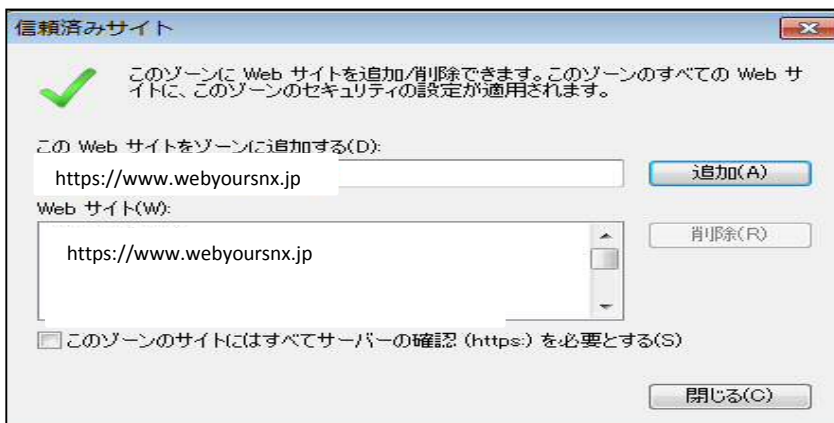 信頼済みサイト
このゾーンに Web サイトを追加/削除できます。このゾーンのすべての Web サ
イトに、このゾーンのセキュリティの設定が適用されます。
この Web サイトをゾーンに追加する(D):
https://www.webyoursnx.jp
追加(A)
Web サイト(W):
https://www.webyoursnx.jp
削除(R)
このゾーンのサイトにはすべてサーバーの確認 (https:) を必要とする(S)
閉じる(C)